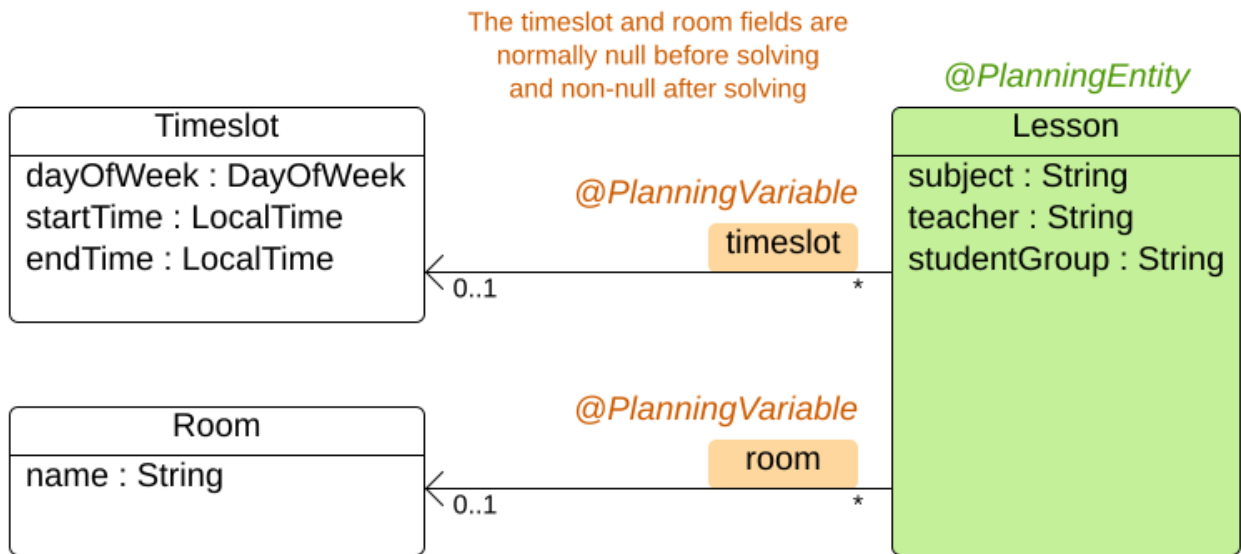 The timeslot and room fields are
normally null before solving
and non-null after solving
@PlanningEntity
Timeslot
dayOfWeek : DayOfWeek
startTime : LocalTime
endTime : LocalTime
@PlanningVariable
timeslot
0..1
*
Lesson
subject : String
teacher : String
studentGroup : String
Room
name : String
@PlanningVariable
room
0..1
*